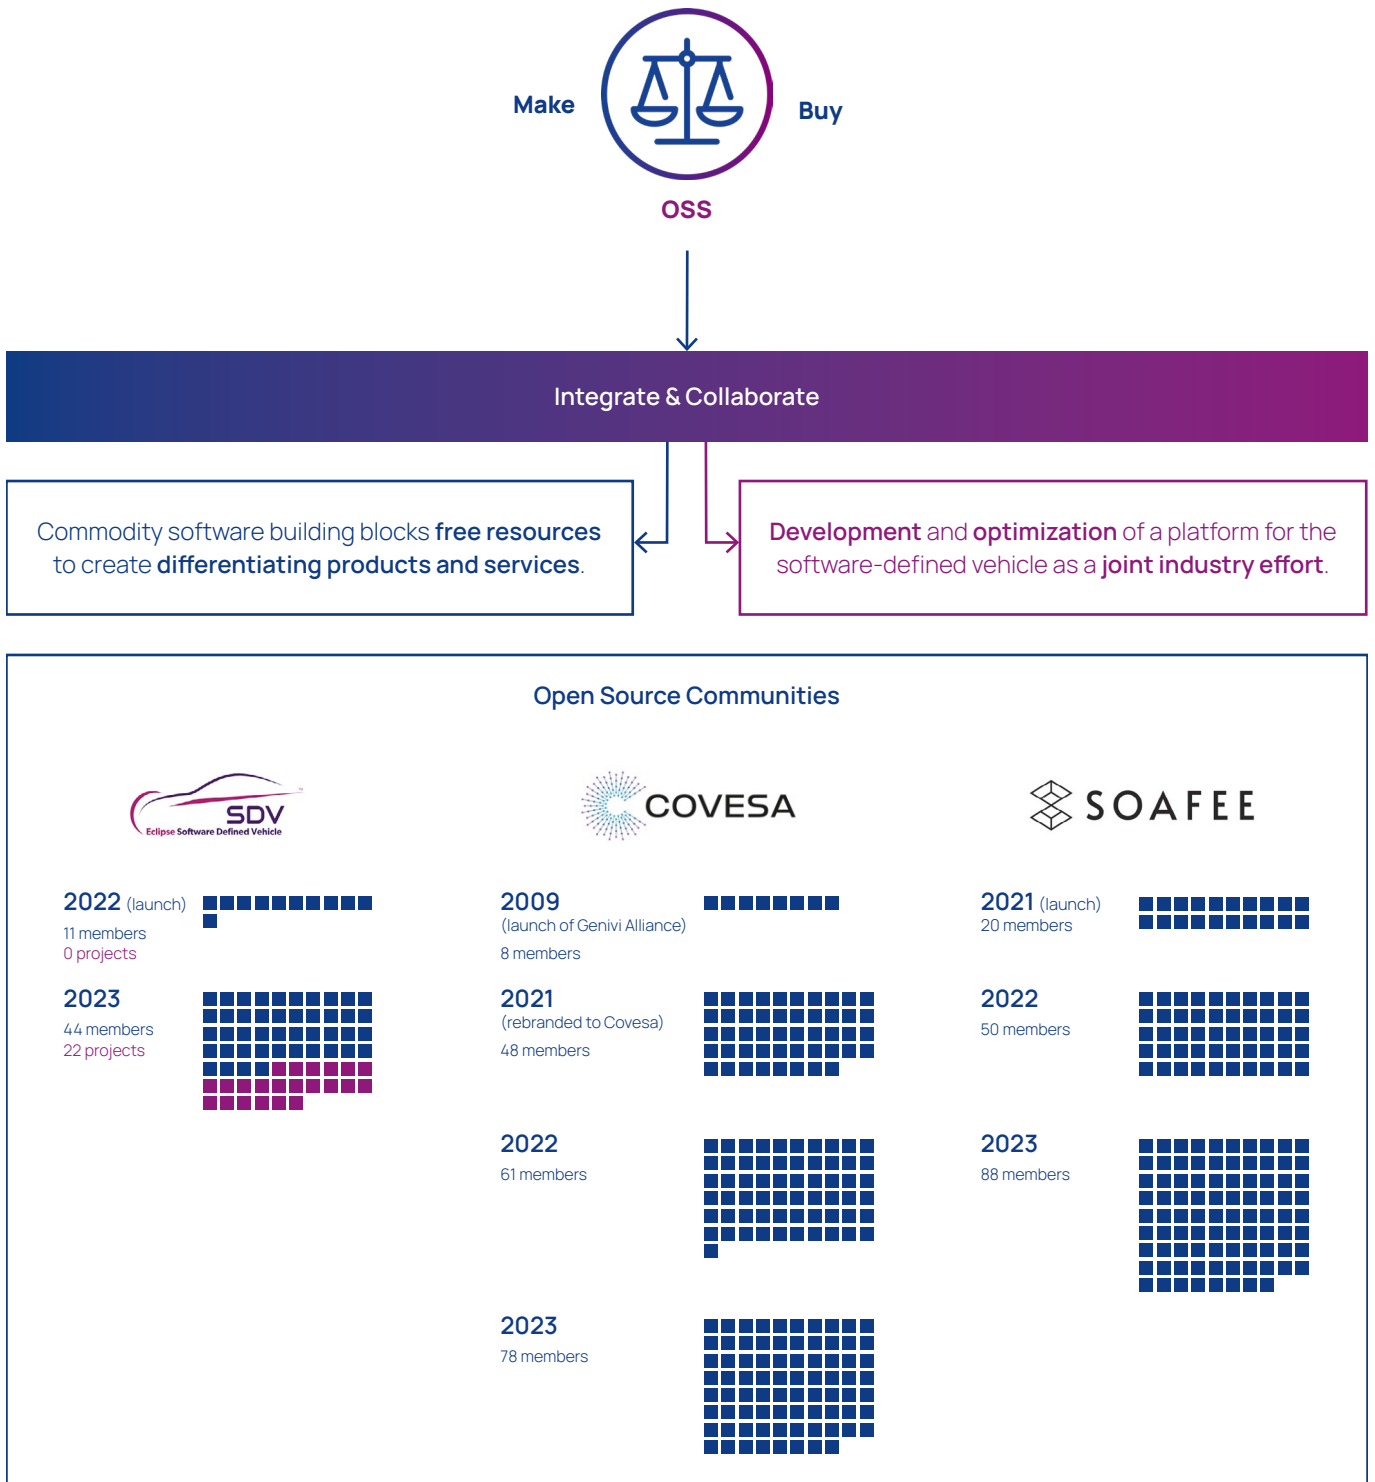 Make
Buy
OSS
Integrate & Collaborate
Commodity software building blocks free resources
to create differentiating products and services.
Development and optimization of a platform for the
software-defined vehicle as a joint industry effort.
Open Source Communities
SDV
Eclipse Software Defined Vehicle
COVESA
SOAFEE
2022 (launch)
11 members
0 projects
2023
44 members
22 projects
2009
(launch of Genivi Alliance)
8 members
2021
(rebranded to Covesa)
48 members
2022
61 members
2023
78 members
2021 (launch)
20 members
2022
50 members
2023
88 members